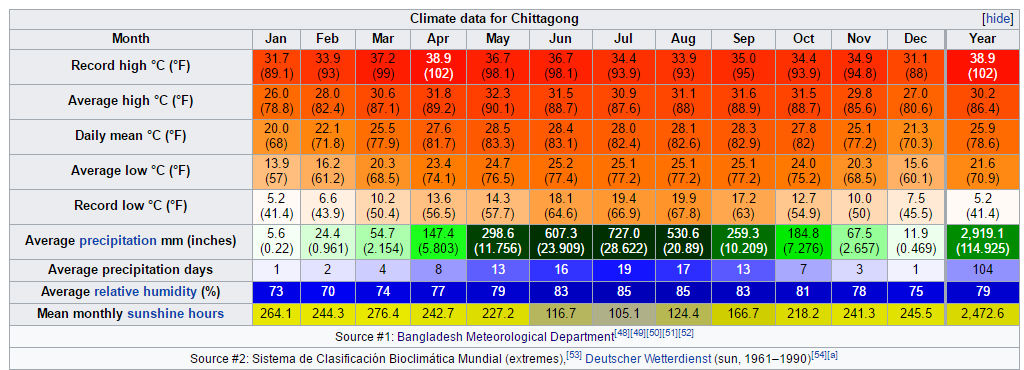 Climate data for Chittagong [hide]
Month Jan Feb Mar Apr May Jun Jul Aug Sep Oct Nov Dec Year
Record high °C (°F) 31.7 (89.1) 33.9 (93) 37.2 (99) 38.9 (102) 36.7 (98.1) 36.7 (98.1) 34.4 (93.9) 33.9 (93) 35.0 (95) 34.4 (93.9) 34.9 (94.8) 31.1 (88) 38.9 (102)
Average high °C (°F) 26.0 (78.8) 28.0 (82.4) 30.6 (87.1) 31.8 (89.2) 32.3 (90.1) 31.5 (88.7) 30.9 (87.6) 31.1 (88) 31.6 (88.9) 31.5 (88.7) 29.8 (85.6) 27.0 (80.6) 30.2 (86.4)
Daily mean °C (°F) 20.0 (68) 22.1 (71.8) 25.5 (77.9) 27.6 (81.7) 28.5 (83.3) 28.4 (83.1) 28.0 (82.4) 28.1 (82.6) 28.3 (82.9) 27.8 (82) 25.1 (77.2) 21.3 (70.3) 25.9 (78.6)
Average low °C (°F) 13.9 (57) 16.2 (61.2) 20.3 (68.5) 23.4 (74.1) 24.7 (76.5) 25.2 (77.4) 25.1 (77.2) 25.1 (77.2) 25.1 (77.2) 24.0 (75.2) 20.3 (68.5) 15.6 (60.1) 21.6 (70.9)
Record low °C (°F) 5.2 (41.4) 6.6 (43.9) 10.2 (50.4) 13.6 (56.5) 14.3 (57.7) 18.1 (64.6) 19.4 (66.9) 19.9 (67.8) 17.2 (63) 12.7 (54.9) 10.0 (50) 7.5 (45.5) 5.2 (41.4)
Average precipitation mm (inches) 5.6 (0.22) 24.4 (0.961) 54.7 (2.154) 147.4 (5.803) 298.6 (11.756) 607.3 (23.909) 727.0 (28.622) 530.6 (20.89) 259.3 (10.209) 184.8 (7.276) 67.5 (2.657) 11.9 (0.469) 2,919.1 (114.925)
Average precipitation days 1 2 4 8 13 16 19 17 13 7 3 1 104
Average relative humidity (%) 73 70 74 77 79 83 85 85 83 81 78 75 79
Mean monthly sunshine hours 264.1 244.3 276.4 242.7 227.2 116.7 105.1 124.4 166.7 218.2 241.3 245.5 2,472.6
Source #1: Bangladesh Meteorological Department[48][49][50][51][52]
Source #2: Sistema de Clasificación Bioclimática Mundial (extremes),[53] Deutscher Wetterdienst (sun, 1961–1990)[54][a]